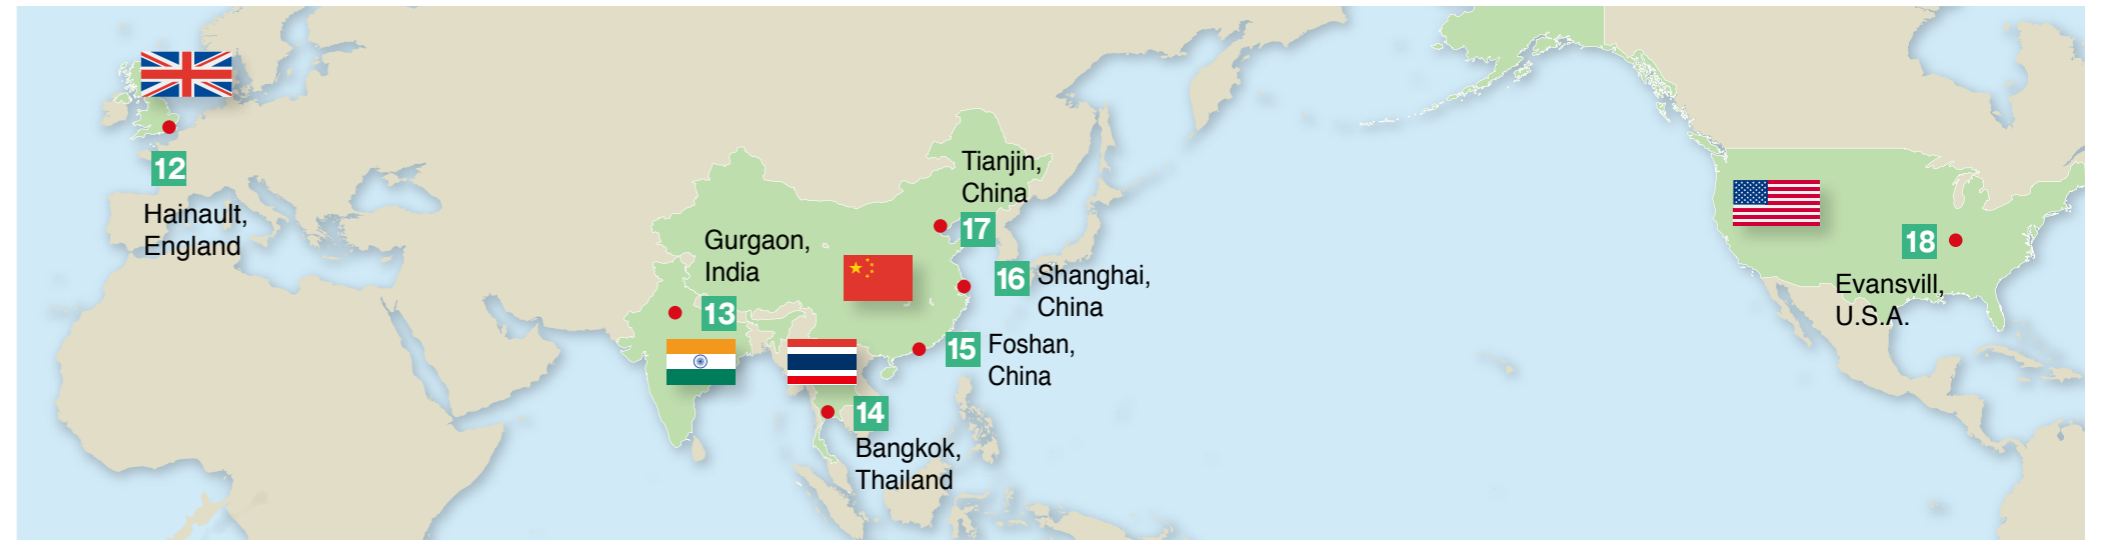 12
Hainault,
England
Gurgaon,
India
13
14
Bangkok,
Thailand
15
Foshan,
China
16
Shanghai,
China
Tianjin,
China
17
18
Evansvill,
U.S.A.